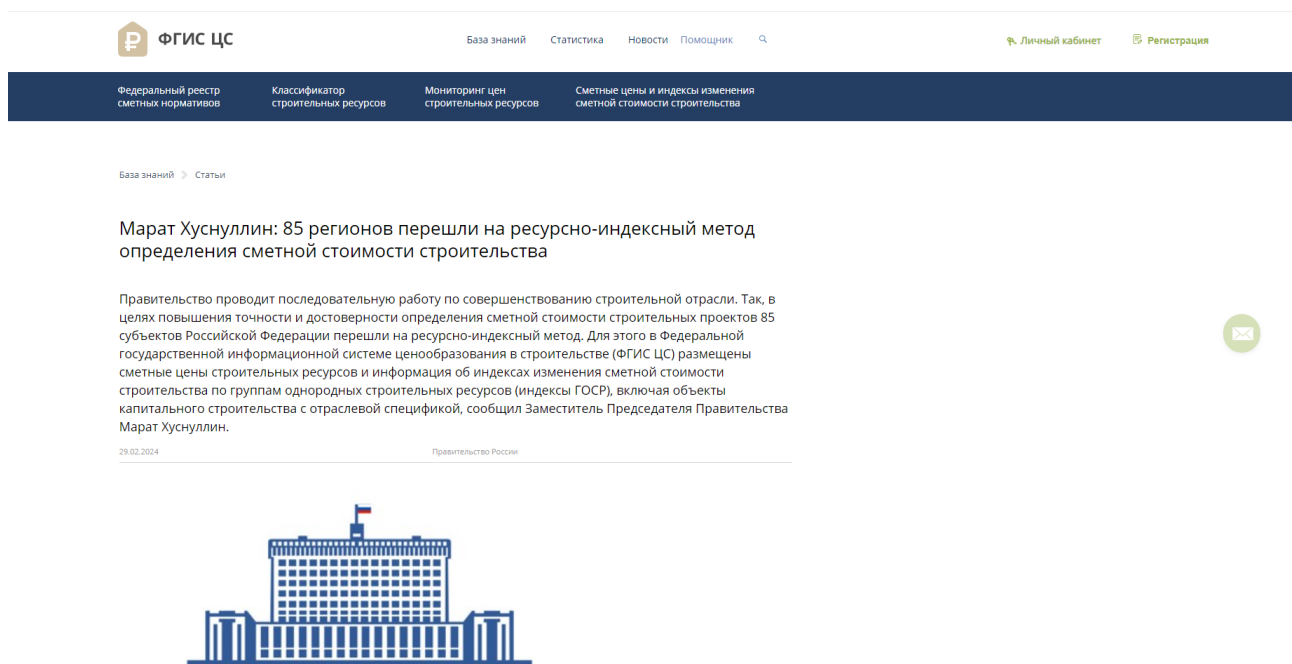 ФГИС ЦС
База знаний Статистика Новости Помощник
Личный кабинет Регистрация
Федеральный реестр
сметных нормативов
Классификатор
строительных ресурсов
Мониторинг цен
строительных ресурсов
Сметные цены и индексы изменения
сметной стоимости строительства
База знаний Статьи
Марат Хуснуллин: 85 регионов перешли на ресурсно-индексный метод
определения сметной стоимости строительства
Правительство проводит последовательную работу по совершенствованию строительной отрасли. Так, в
целях повышения точности и достоверности определения сметной стоимости строительных проектов 85
субъектов Российской Федерации перешли на ресурсно-индексный метод. Для этого в Федеральной
государственной информационной системе ценообразования в строительстве (ФГИС ЦС) размещены
сметные цены строительных ресурсов и информация об индексах изменения сметной стоимости
строительства по группам однородных строительных ресурсов (индексы ГОСР), включая объекты
капитального строительства с отраслевой спецификой, сообщил Заместитель Председателя Правительства
Марат Хуснуллин.
29.02.2024 Правительство России